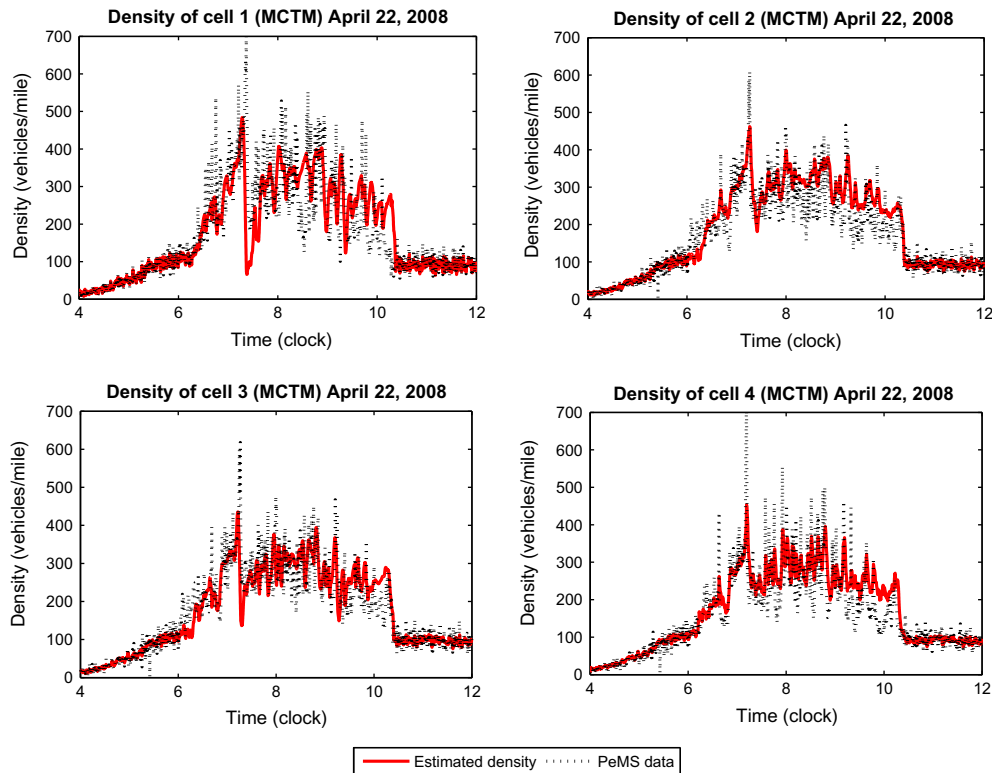 Density of cell 1 (MCTM) April 22, 2008
700
600
500
400
300
200
100
0
Density (vehicles/mile)
4 6 8 10 12
Time (clock)
Density of cell 2 (MCTM) April 22, 2008
700
600
500
400
300
200
100
0
Density (vehicles/mile)
4 6 8 10 12
Time (clock)
Density of cell 3 (MCTM) April 22, 2008
700
600
500
400
300
200
100
0
Density (vehicles/mile)
4 6 8 10 12
Time (clock)
Density of cell 4 (MCTM) April 22, 2008
700
600
500
400
300
200
100
0
Density (vehicles/mile)
4 6 8 10 12
Time (clock)
Estimated density PeMS data